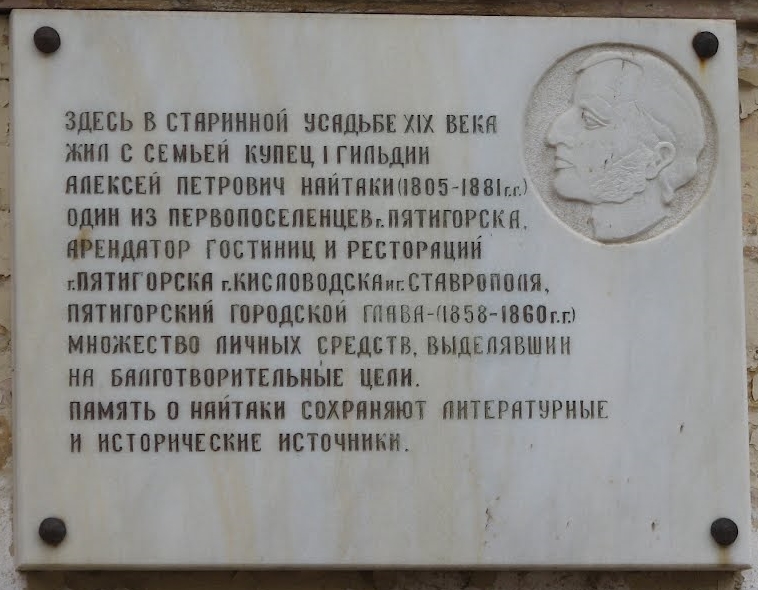 ЗДЕСЬ В СТАРИННОЙ УСАДЬБЕ XIX ВЕКА
ЖИЛ С СЕМЬЕЙ КУПЕЦ I ГИЛЬДИИ
АЛЕКСЕЙ ПЕТРОВИЧ НАЙТАКИ (1805-1881 г.г.)
ОДИН ИЗ ПЕРВОПОСЕЛЕНЦЕВ г. ПЯТИГОРСКА.
АРЕНДАТОР ГОСТИНИЦ И РЕСТОРАЦИЙ
г. ПЯТИГОРСКА г. КИСЛОВОДСКА и г. СТАВРОПОЛЯ,
ПЯТИГОРСКИЙ ГОРОДСКОЙ ГЛАВА-(1858-1860 г.г.)
МНОЖЕСТВО ЛИЧНЫХ СРЕДСТВ, ВЫДЕЛЯВШИЙ
НА БАЛГОТВОРИТЕЛЬНЫЕ ЦЕЛИ.
ПАМЯТЬ О НАЙТАКИ СОХРАНЯЮТ ЛИТЕРАТУРНЫЕ
И ИСТОРИЧЕСКИЕ ИСТОЧНИКИ.